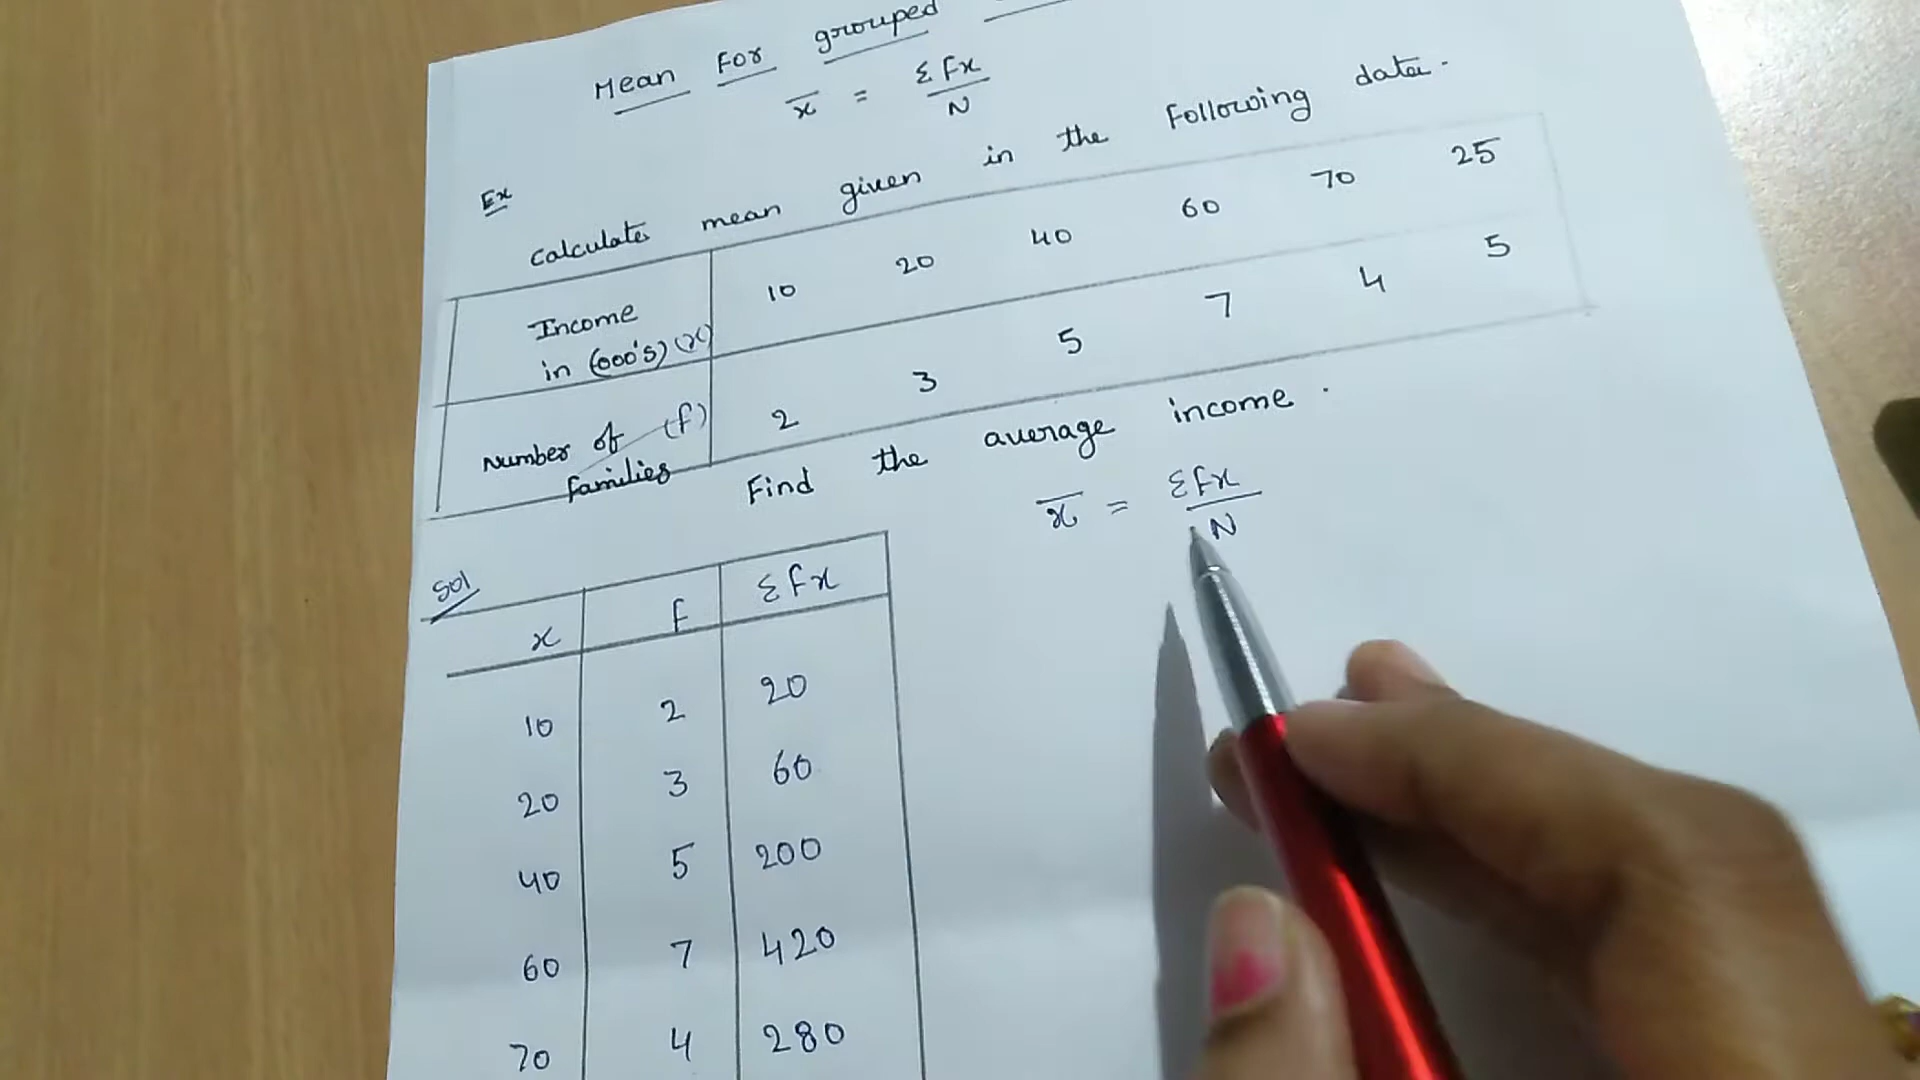 Mean For grouped
x̄ = ΣFx
N
Ex
Calculate mean given in the Following data.
Income in (000's) (x) 10 20 40 60 70 25
Number of families (f) 2 3 5 7 4 5
Find the average income.
x̄ = ΣFx
N
Sol
x F ΣFx
10 2 20
20 3 60
40 5 200
60 7 420
70 4 280